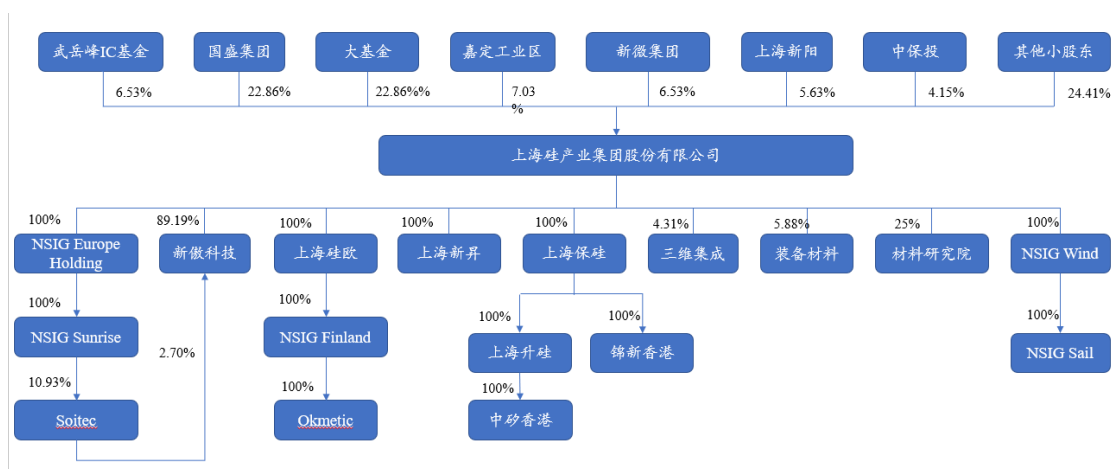 武岳峰IC基金
国盛集团
大基金
嘉定工业区
新微集团
上海新阳
中保投
其他小股东
6.53%
22.86%
22.86%%
7.03
%
6.53%
5.63%
4.15%
24.41%
上海硅产业集团股份有限公司
100%
89.19%
100%
100%
100%
4.31%
5.88%
25%
100%
NSIG Europe
Holding
新傲科技
上海硅欧
上海新昇
上海保硅
三维集成
装备材料
材料研究院
NSIG Wind
100%
100%
100%
100%
100%
NSIG Sunrise
2.70%
NSIG Finland
上海升硅
锦新香港
NSIG Sail
10.93%
100%
100%
Soitec
Okmetic
中矽香港